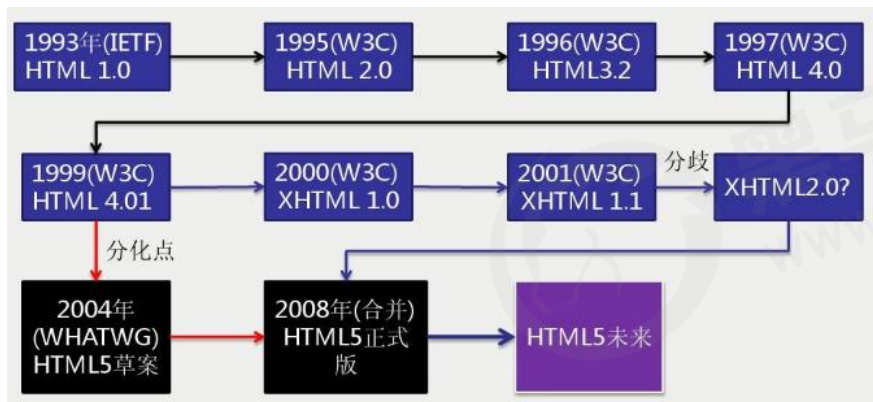 1993年(IETF)
HTML 1.0
1995(W3C)
HTML 2.0
1996(W3C)
HTML3.2
1997(W3C)
HTML 4.0
1999(W3C)
HTML 4.01
2000(W3C)
XHTML 1.0
2001(W3C)
XHTML 1.1
分歧
XHTML2.0?
分化点
2004年
(WHATWG)
HTML5草案
2008年(合并)
HTML5正式
版
HTML5未来